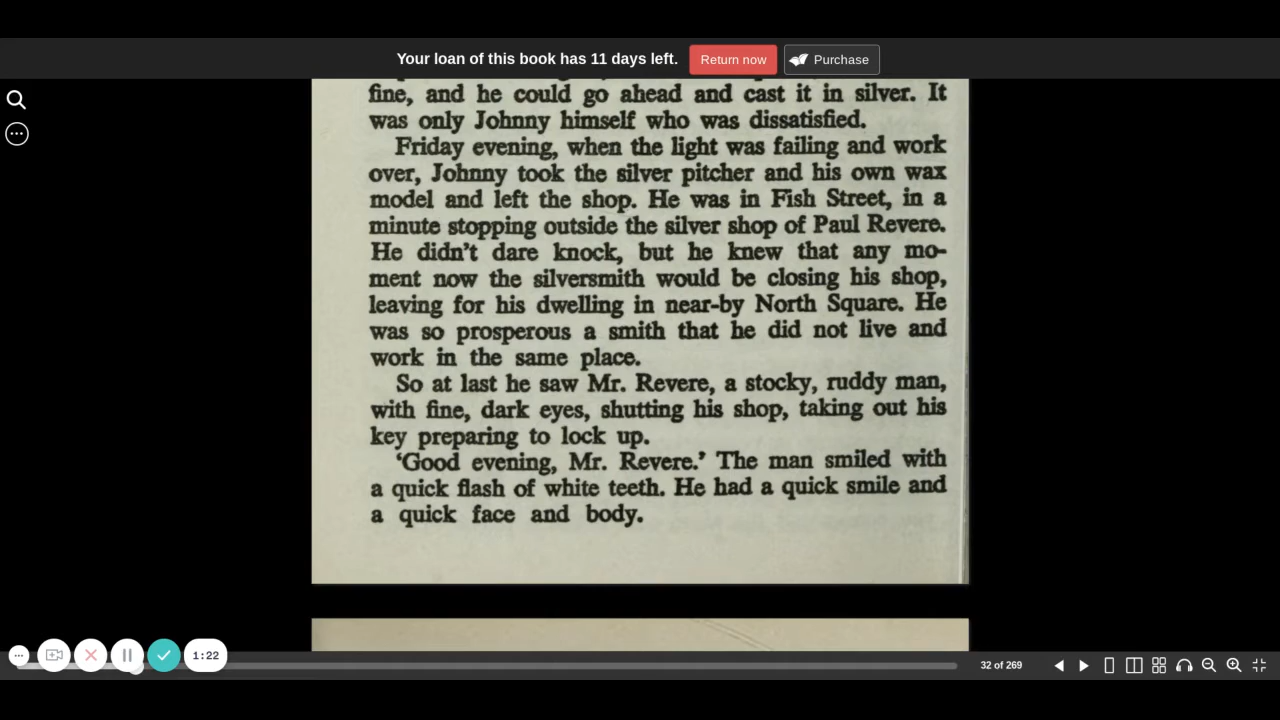 Your loan of this book has 11 days left. Return now Purchase
fine, and he could go ahead and cast it in silver. It
was only Johnny himself who was dissatisfied.
Friday evening, when the light was failing and work
over, Johnny took the silver pitcher and his own wax
model and left the shop. He was in Fish Street, in a
minute stopping outside the silver shop of Paul Revere.
He didn't dare knock, but he knew that any mo-
ment now the silversmith would be closing his shop,
leaving for his dwelling in near-by North Square. He
was so prosperous a smith that he did not live and
work in the same place.
So at last he saw Mr. Revere, a stocky, ruddy man,
with fine, dark eyes, shutting his shop, taking out his
key preparing to lock up.
‘Good evening, Mr. Revere.’ The man smiled with
a quick flash of white teeth. He had a quick smile and
a quick face and body.
1:22
32 of 269